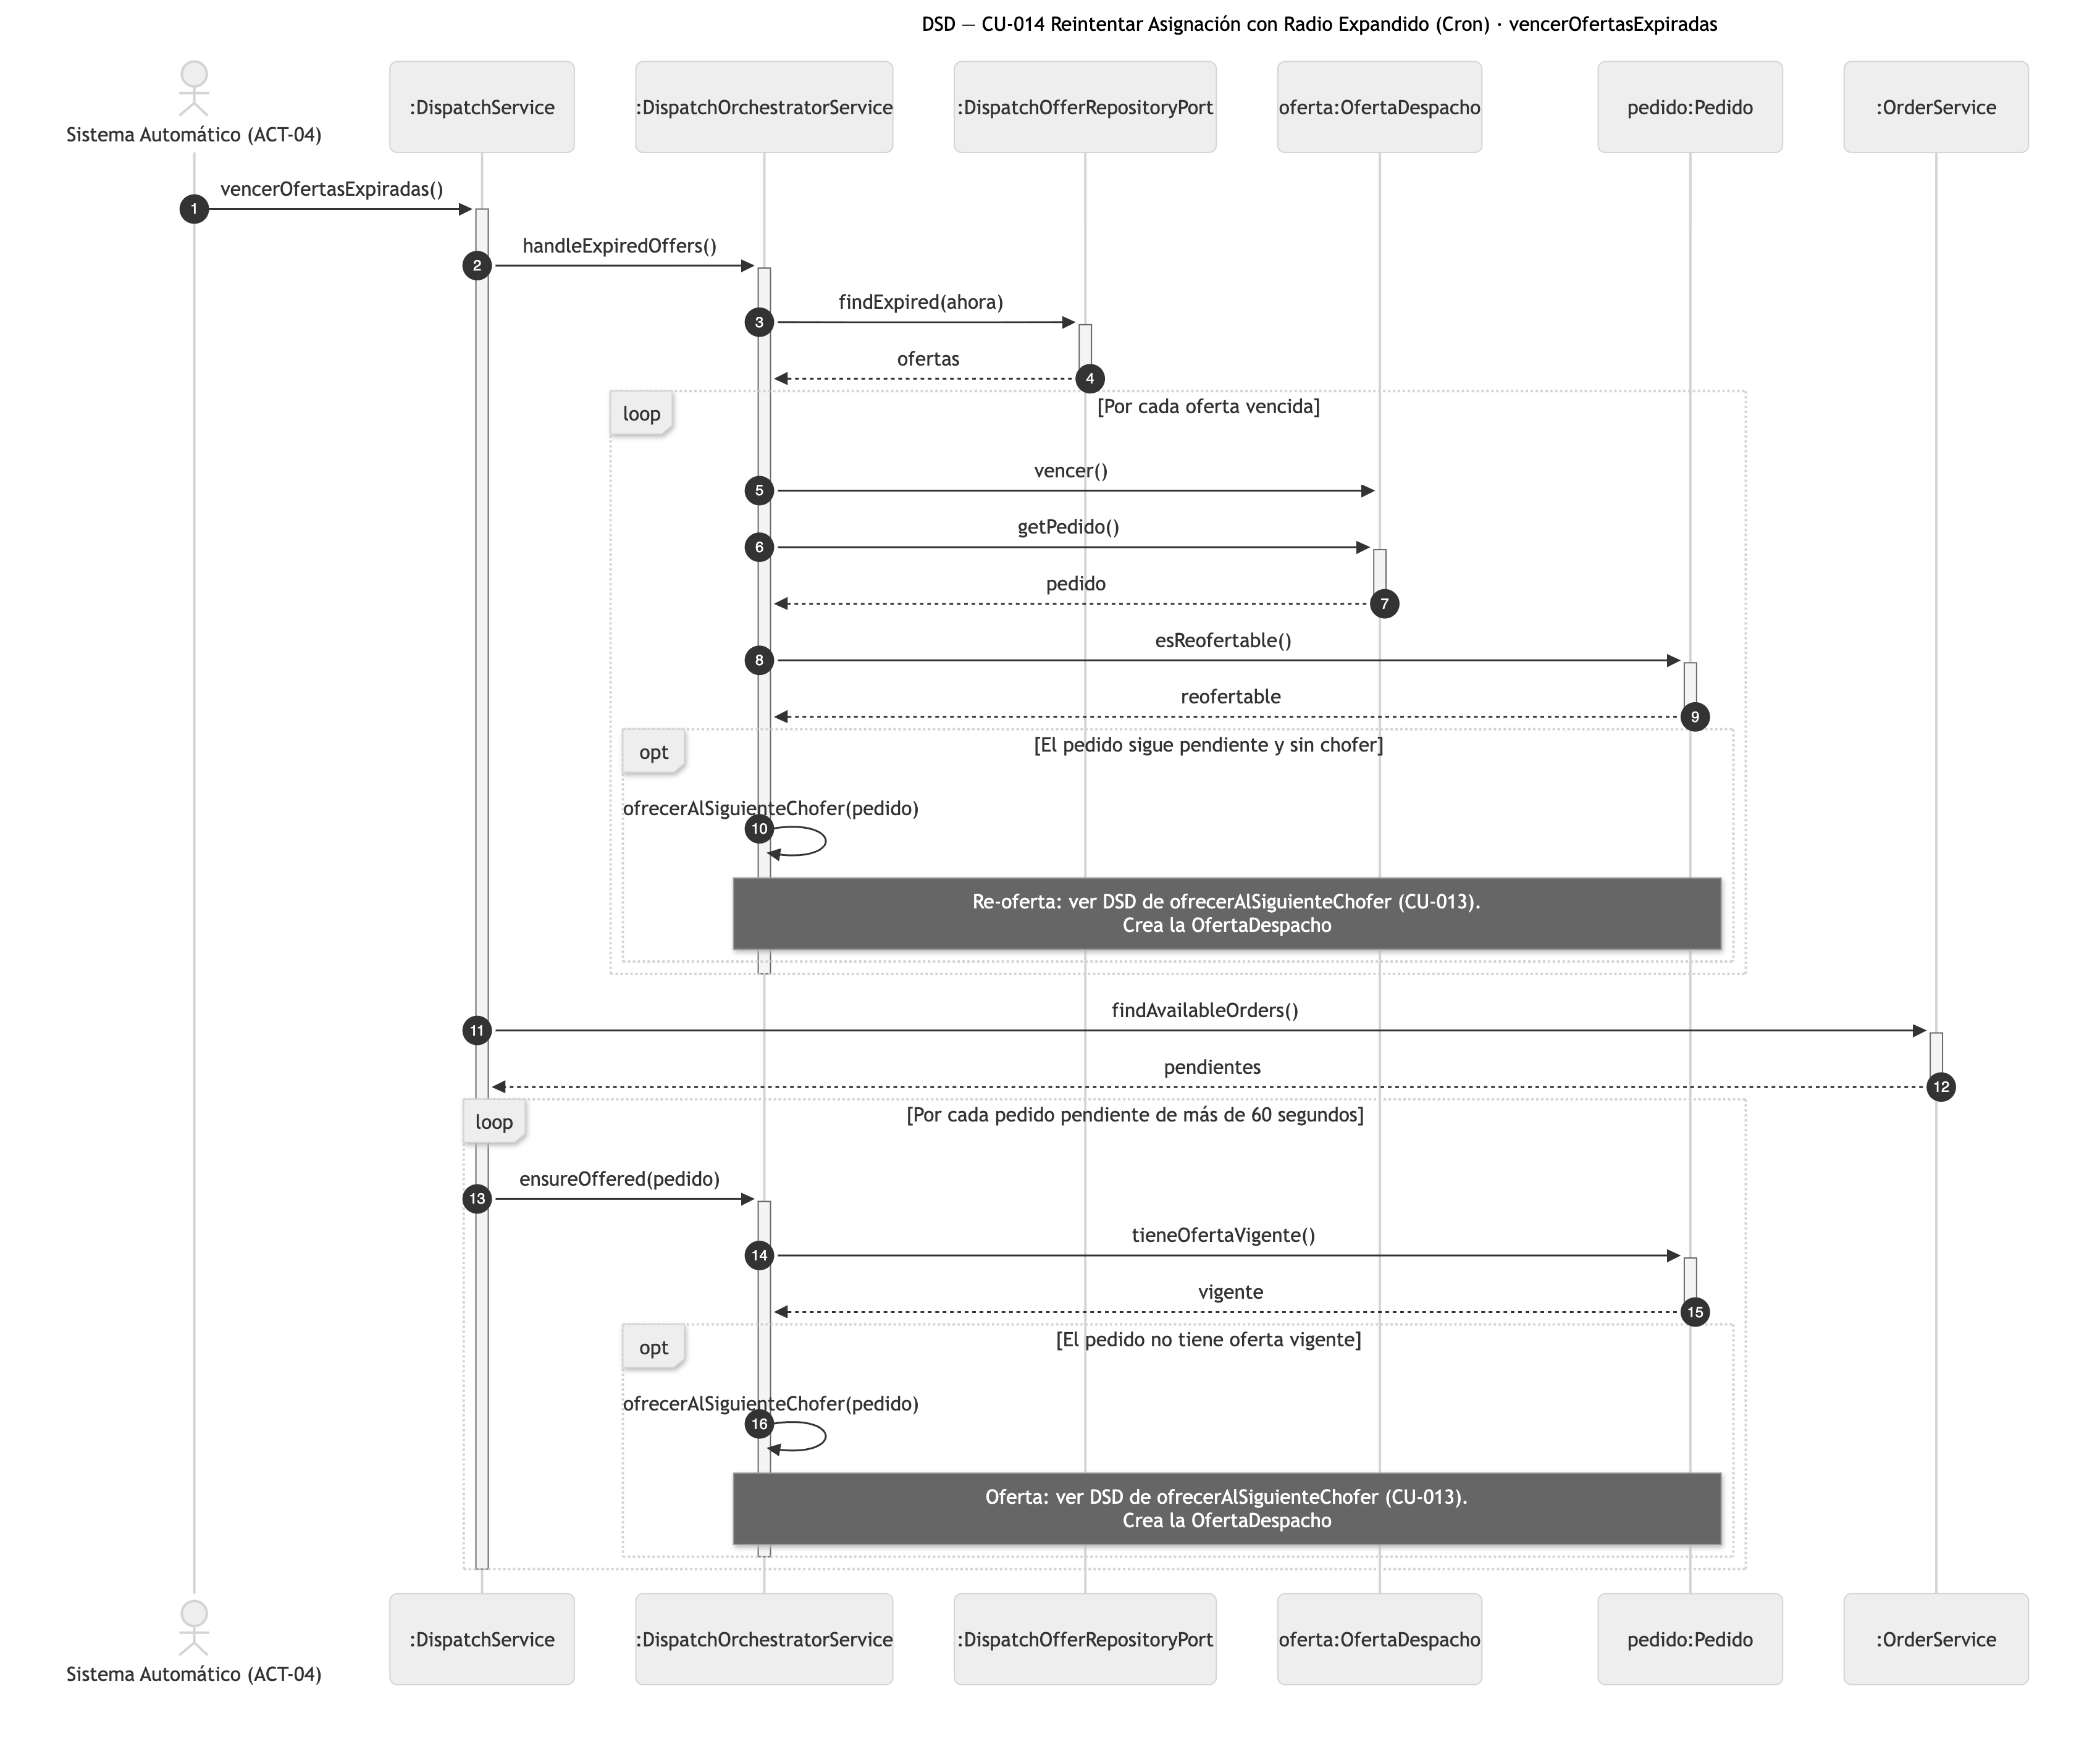 DSD — CU-014 Reintentar Asignación con Radio Expandido (Cron) · vencerOfertasExpiradas
Sistema Automático (ACT-04)
:DispatchService
:DispatchOrchestratorService
:DispatchOfferRepositoryPort
oferta:OfertaDespacho
pedido:Pedido
:OrderService
vencerOfertasExpiradas()
1
handleExpiredOffers()
2
findExpired(ahora)
3
ofertas
4
loop
[Por cada oferta vencida]
vencer()
5
getPedido()
6
pedido
7
esReofertable()
8
reofertable
9
opt
[El pedido sigue pendiente y sin chofer]
ofrecerAlSiguienteChofer(pedido)
10
Re-oferta: ver DSD de ofrecerAlSiguienteChofer (CU-013).
Crea la OfertaDespacho
findAvailableOrders()
11
pendientes
12
loop
[Por cada pedido pendiente de más de 60 segundos]
ensureOffered(pedido)
13
tieneOfertaVigente()
14
vigente
15
opt
[El pedido no tiene oferta vigente]
ofrecerAlSiguienteChofer(pedido)
16
Oferta: ver DSD de ofrecerAlSiguienteChofer (CU-013).
Crea la OfertaDespacho
Sistema Automático (ACT-04)
:DispatchService
:DispatchOrchestratorService
:DispatchOfferRepositoryPort
oferta:OfertaDespacho
pedido:Pedido
:OrderService